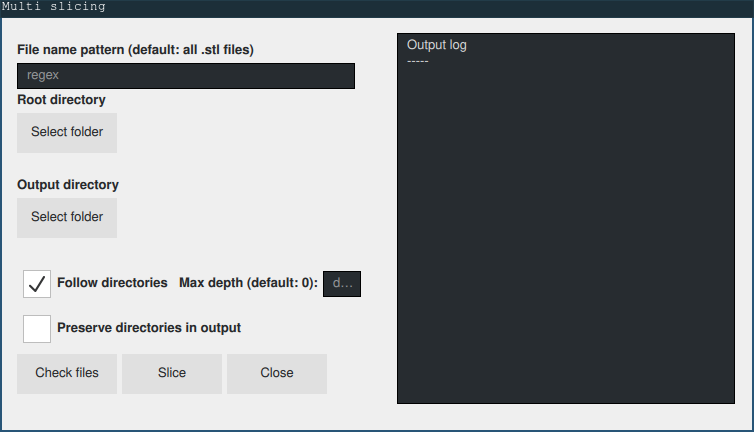 Multi slicing
File name pattern (default: all .stl files)
regex
Root directory
Select folder
Output directory
Select folder
Follow directories Max depth (default: 0): d...
Preserve directories in output
Check files Slice Close
Output log
-----